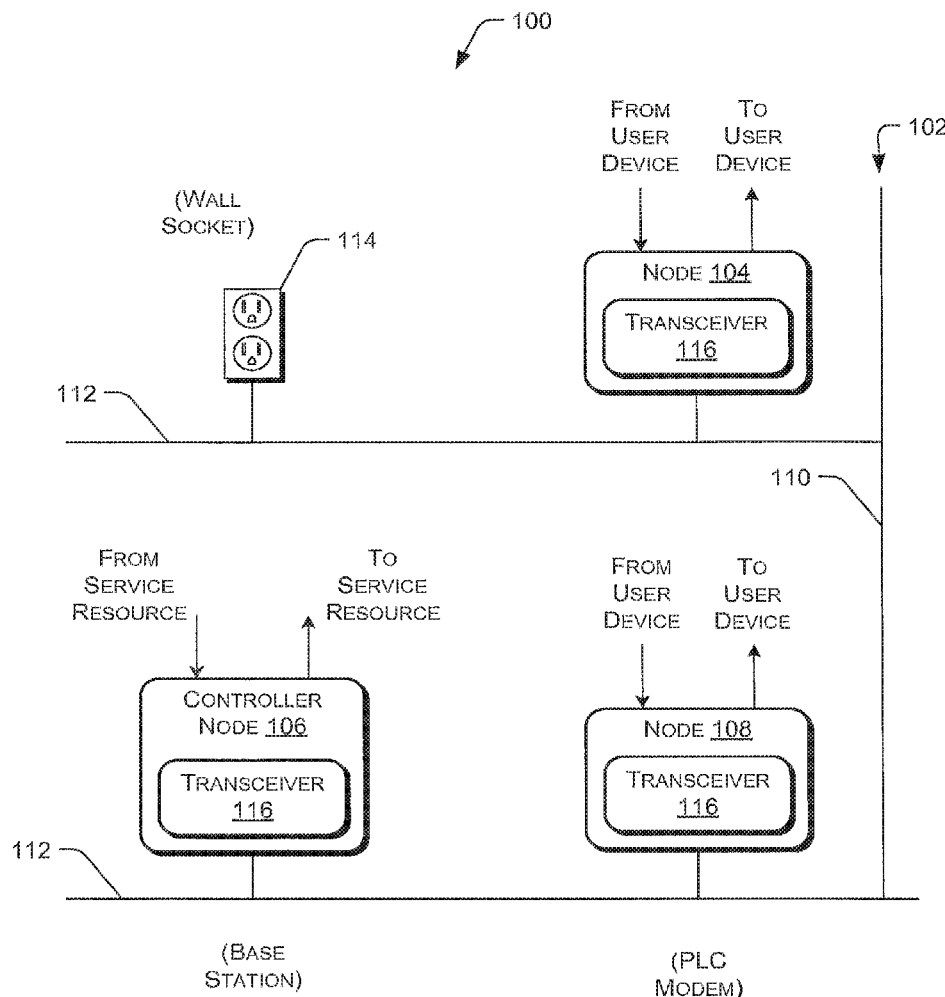 100
FROM
USER
DEVICE
TO
USER
DEVICE
102
(WALL
SOCKET)
114
NODE 104
TRANSCEIVER
116
112
110
FROM
SERVICE
RESOURCE
TO
SERVICE
RESOURCE
FROM
USER
DEVICE
TO
USER
DEVICE
CONTROLLER
NODE 106
TRANSCEIVER
116
NODE 108
TRANSCEIVER
116
112
(BASE
STATION)
(PLC
MODEM)